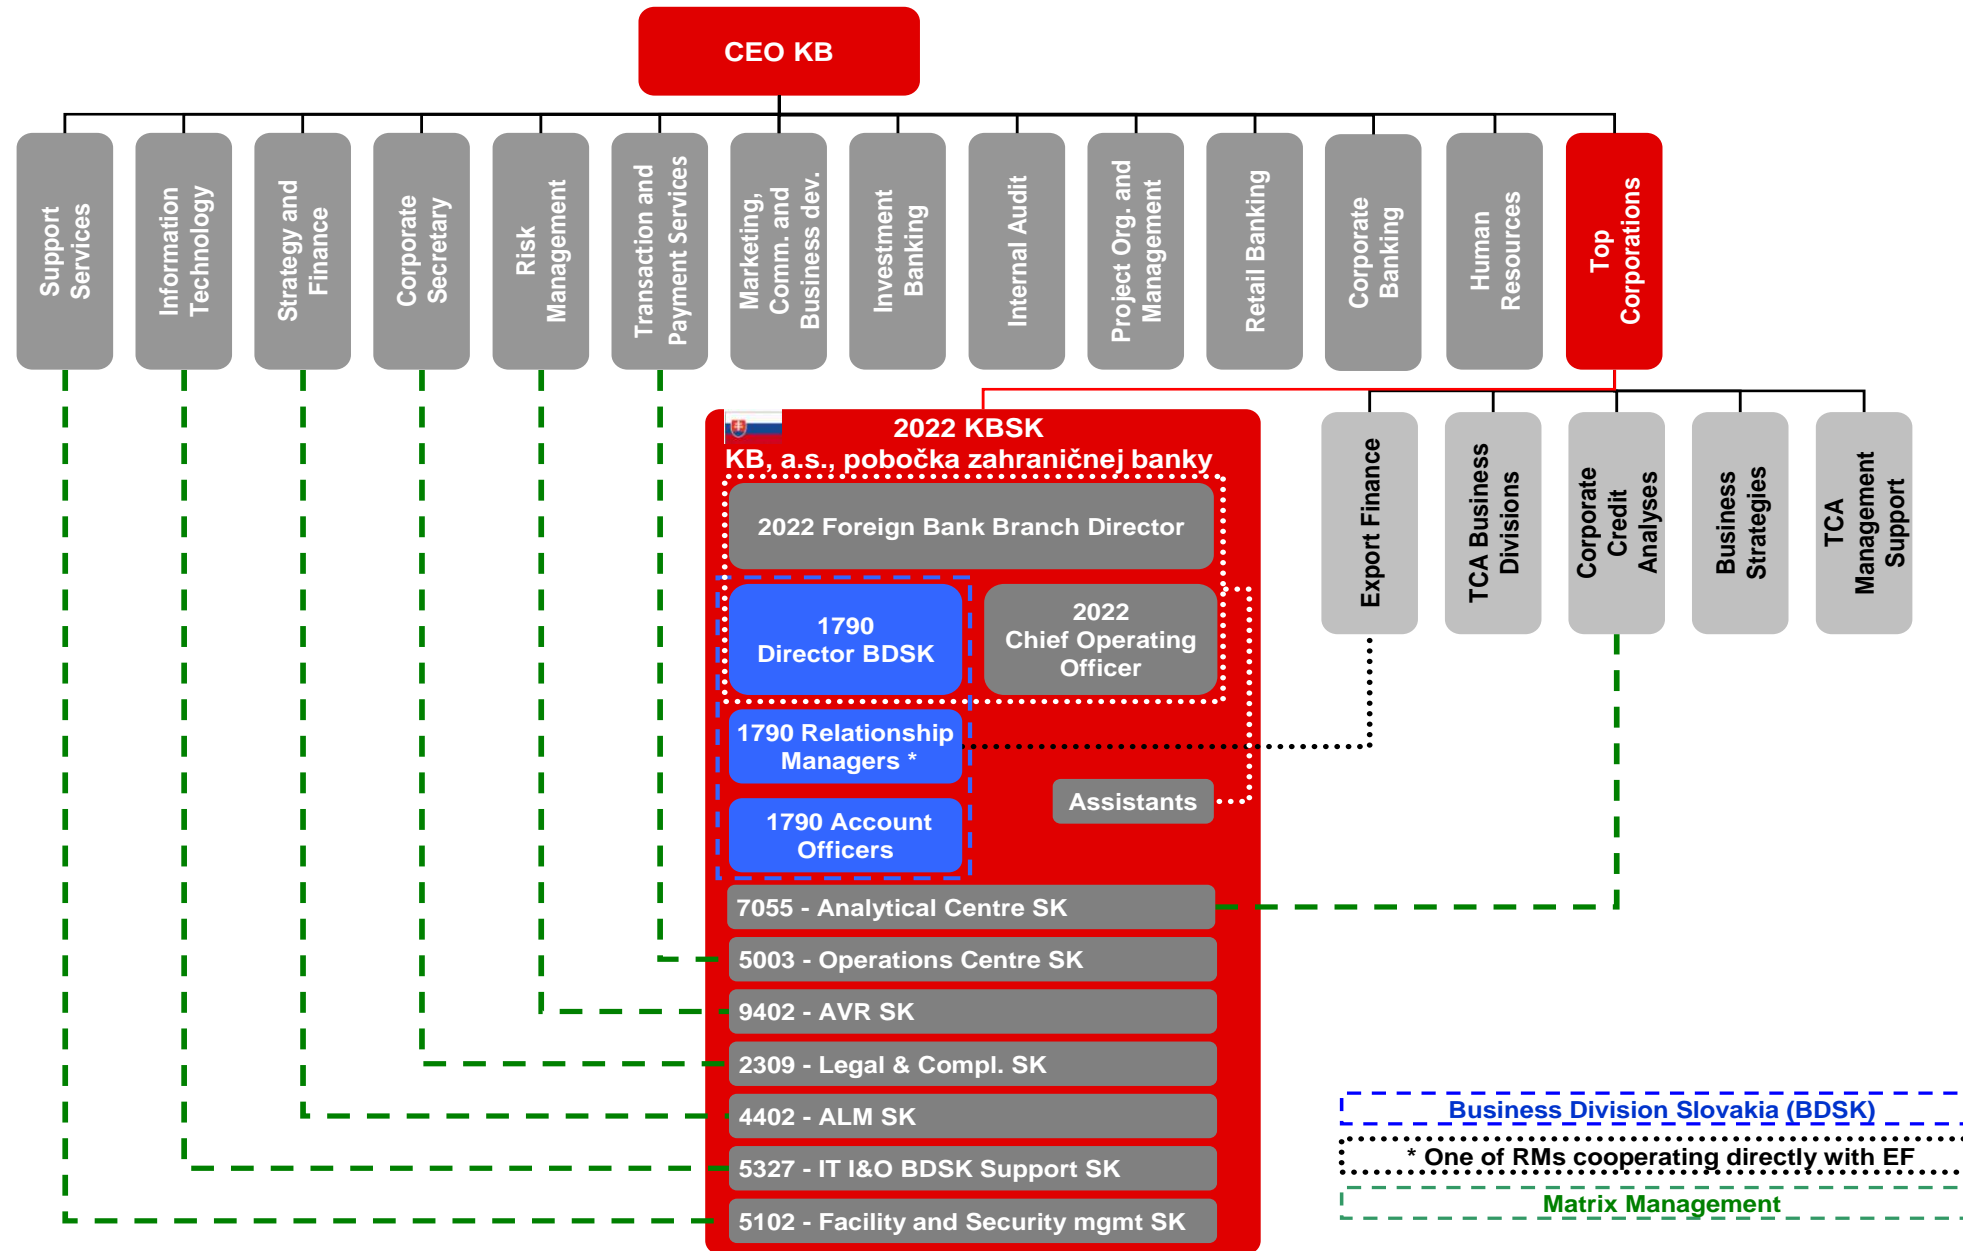 CEO KB
Support
Services
Information
Technology
Strategy and
Finance
Corporate
Secretary
Risk
Management
Transaction and
Payment Services
Marketing,
Comm. and
Business dev.
Investment
Banking
Internal Audit
Project Org. and
Management
Retail Banking
Corporate
Banking
Human
Resources
Top
Corporations
2022 KBSK
KB, a.s., pobočka zahraničnej banky
2022 Foreign Bank Branch Director
1790
Director BDSK
2022
Chief Operating
Officer
1790 Relationship
Managers *
Assistants
1790 Account
Officers
7055 - Analytical Centre SK
5003 - Operations Centre SK
9402 - AVR SK
2309 - Legal & Compl. SK
4402 - ALM SK
5327 - IT I&O BDSK Support SK
5102 - Facility and Security mgmt SK
Export Finance
TCA Business
Divisions
Corporate
Credit
Analyses
Business
Strategies
TCA
Management
Support
Business Division Slovakia (BDSK)
* One of RMs cooperating directly with EF
Matrix Management